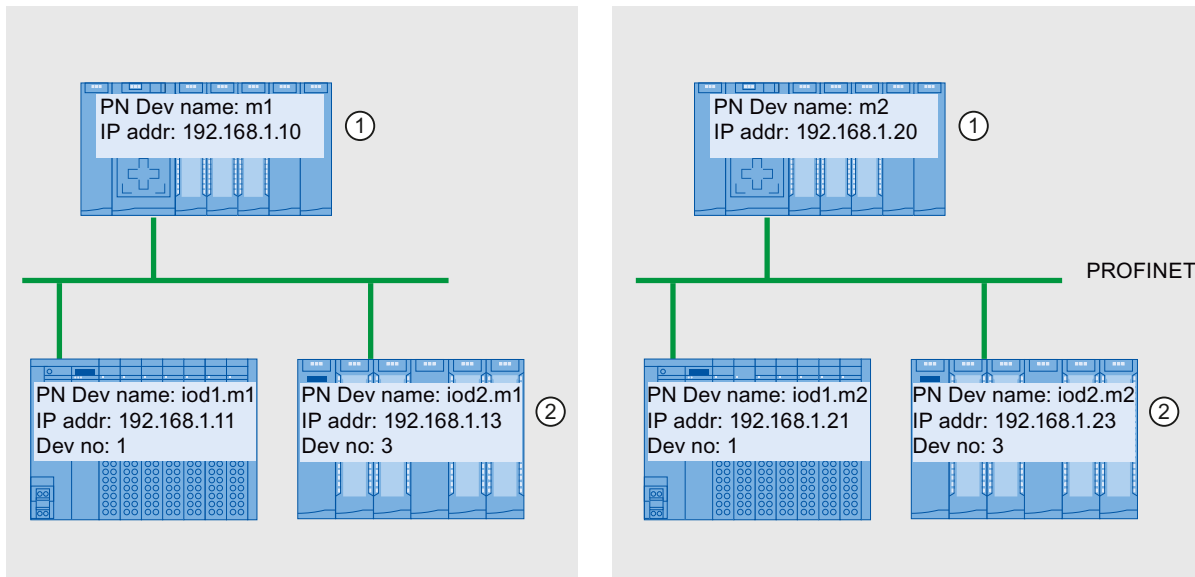 PN Dev name: m1
IP addr: 192.168.1.10
1
PN Dev name: iod1.m1
IP addr: 192.168.1.11
Dev no: 1
PN Dev name: iod2.m1
IP addr: 192.168.1.13
Dev no: 3
2
PN Dev name: m2
IP addr: 192.168.1.20
1
PROFINET
PN Dev name: iod1.m2
IP addr: 192.168.1.21
Dev no: 1
PN Dev name: iod2.m2
IP addr: 192.168.1.23
Dev no: 3
2